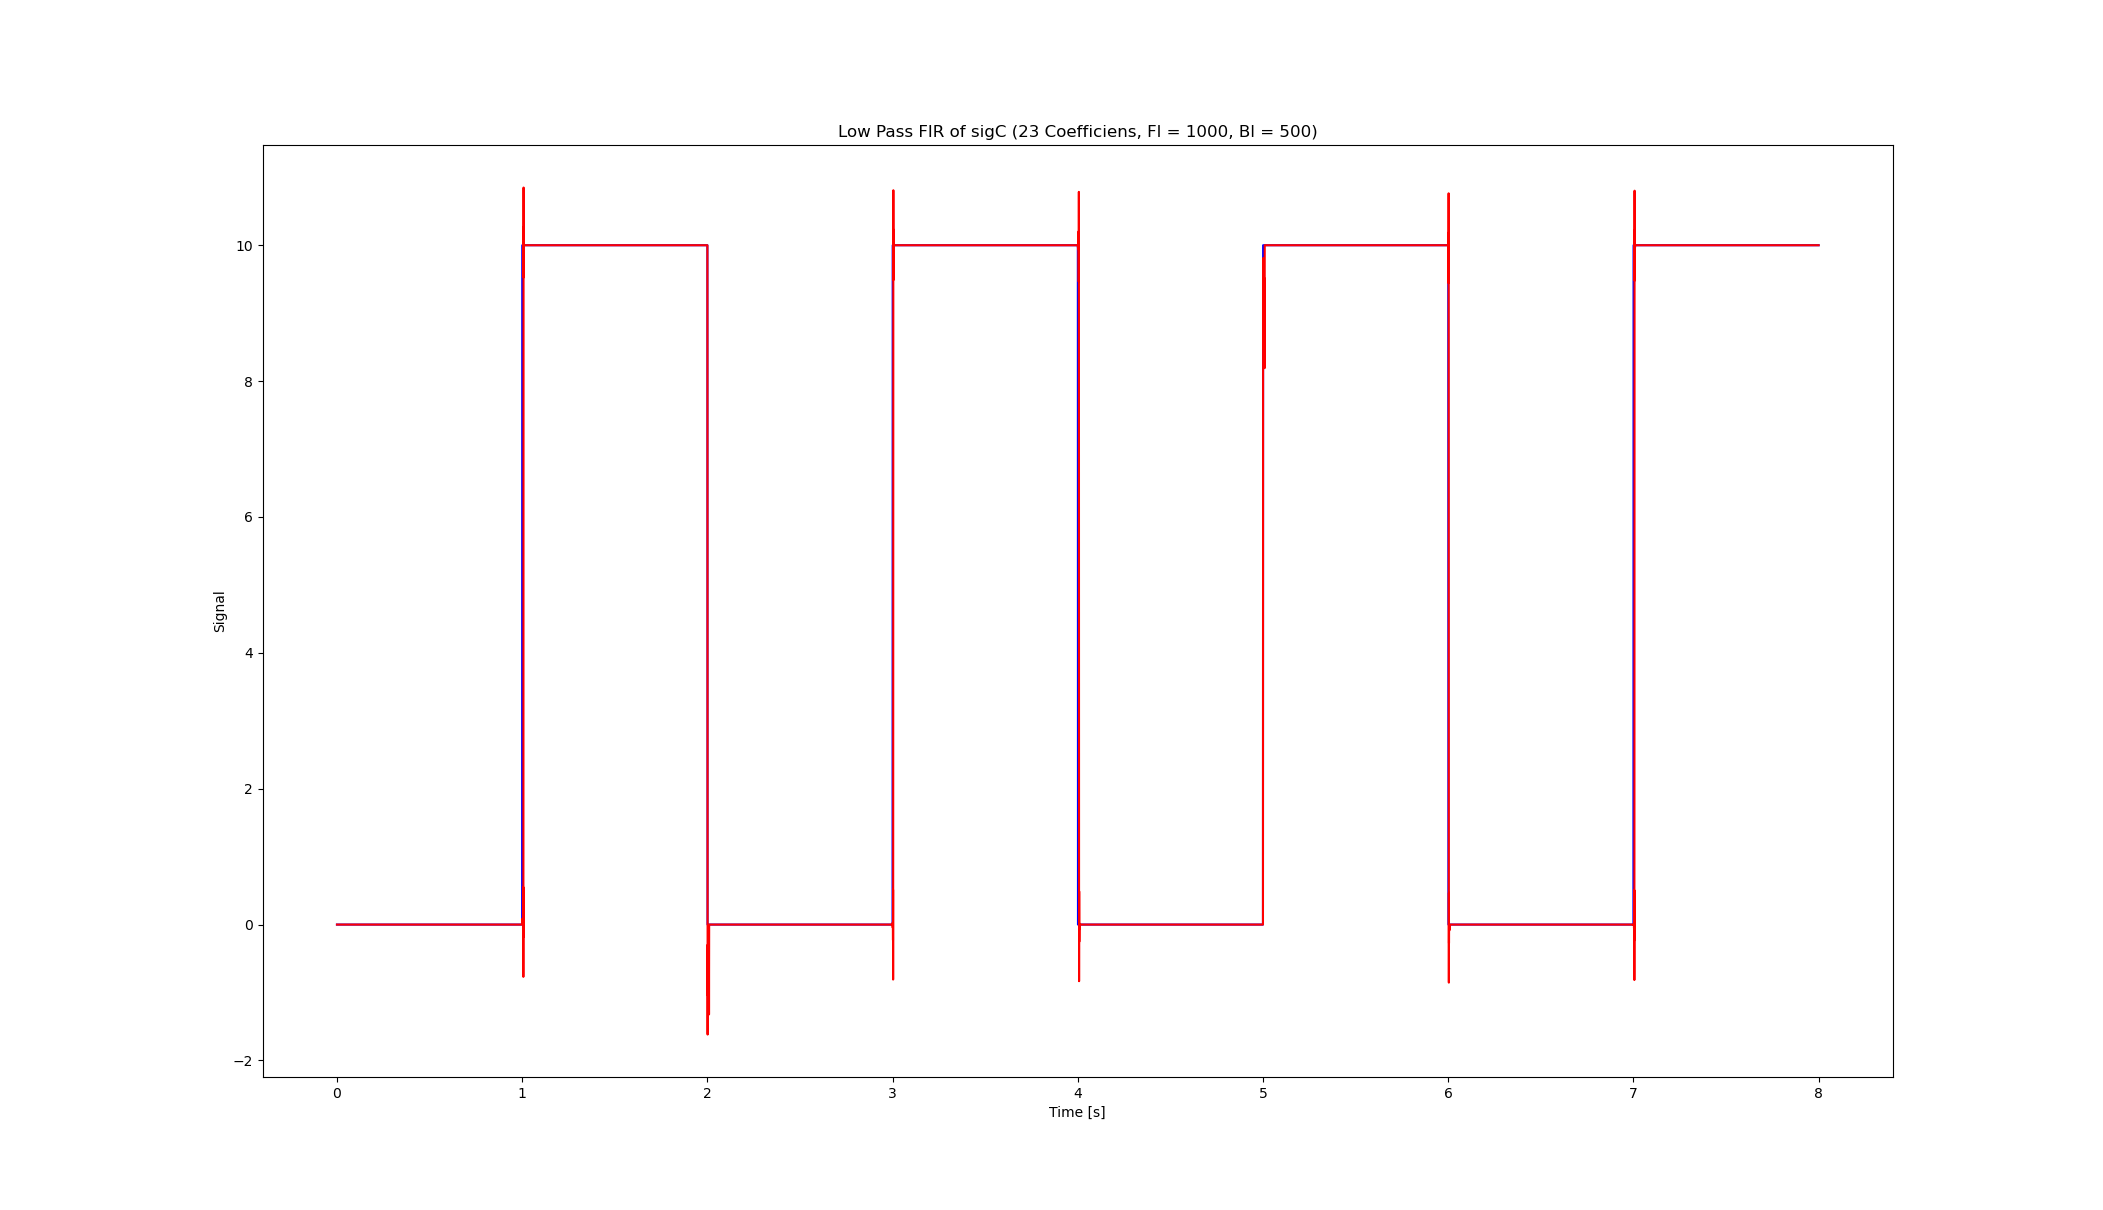 Low Pass FIR of sigC (23 Coefficiens, Fl = 1000, Bl = 500)
10
8
6
4
2
0
−2
Signal
0 1 2 3 4 5 6 7 8
Time [s]